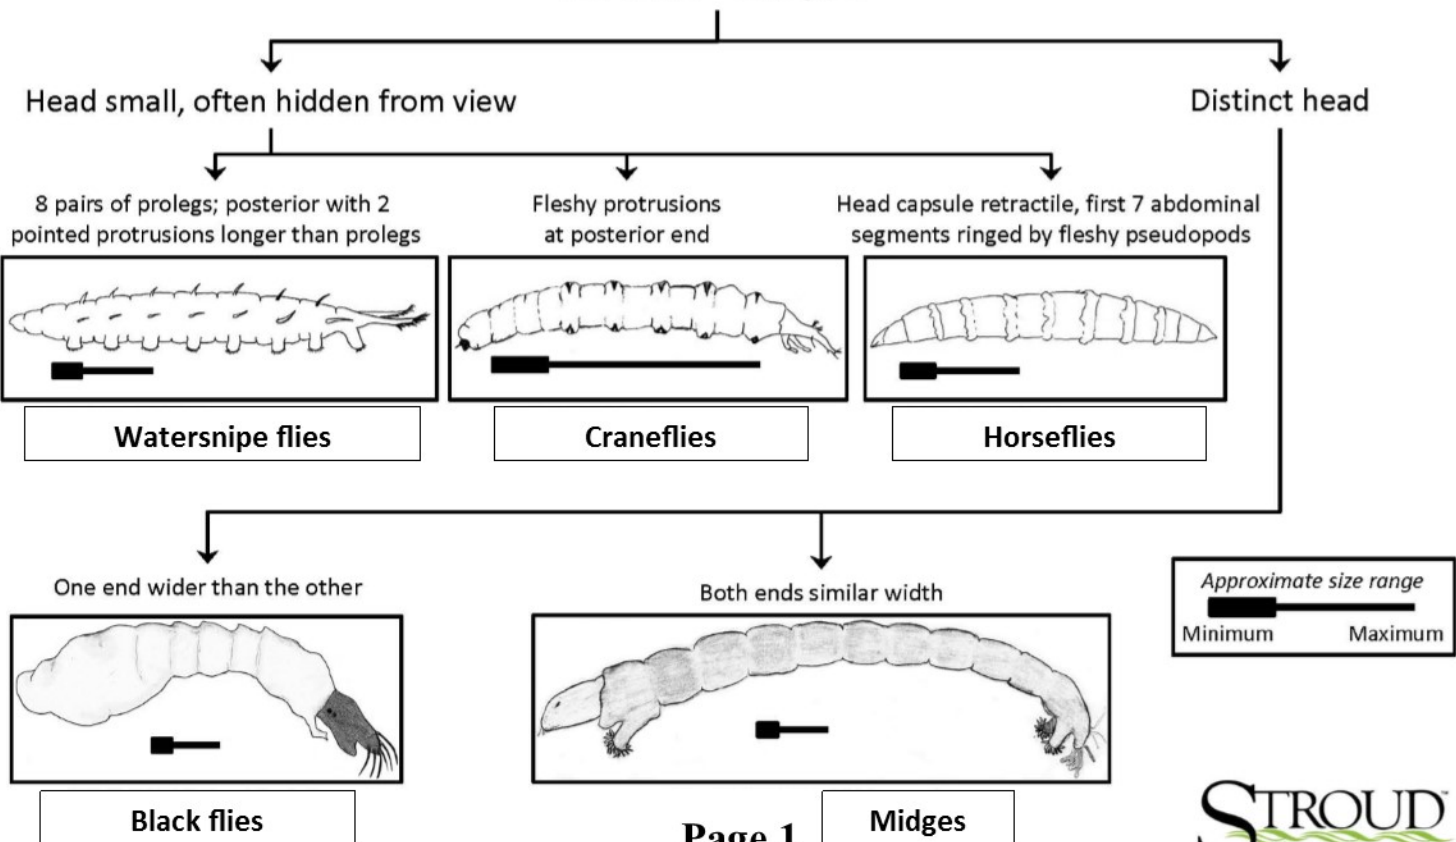 Head small, often hidden from view
Distinct head
8 pairs of prolegs; posterior with 2
pointed protrusions longer than prolegs
Fleshy protrusions
at posterior end
Head capsule retractile, first 7 abdominal
segments ringed by fleshy pseudopods
Watersnipe flies
Craneflies
Horseflies
One end wider than the other
Both ends similar width
Approximate size range
Minimum
Maximum
Black flies
Page 1
Midges
STROUD™